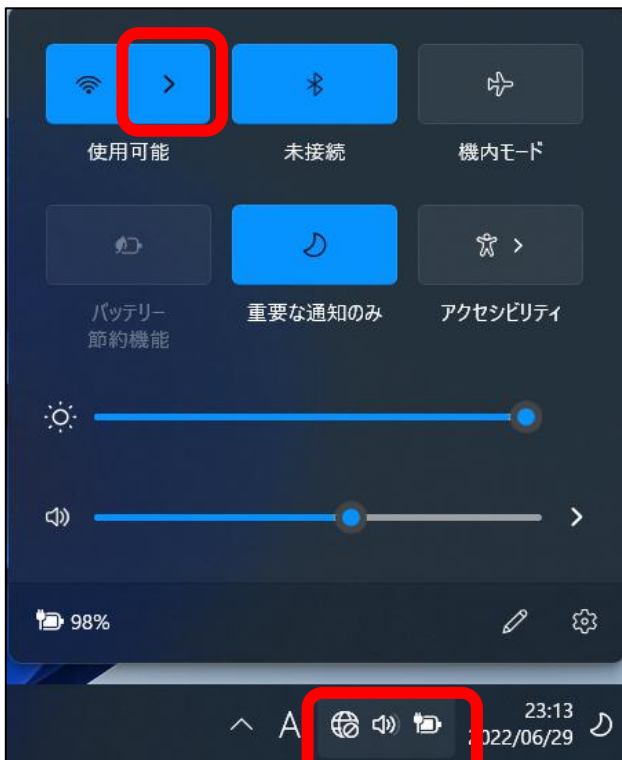 使用可能
未接続
機内モード
バッテリー
節約機能
重要な通知のみ
アクセシビリティ
98%
A
23:13
2022/06/29